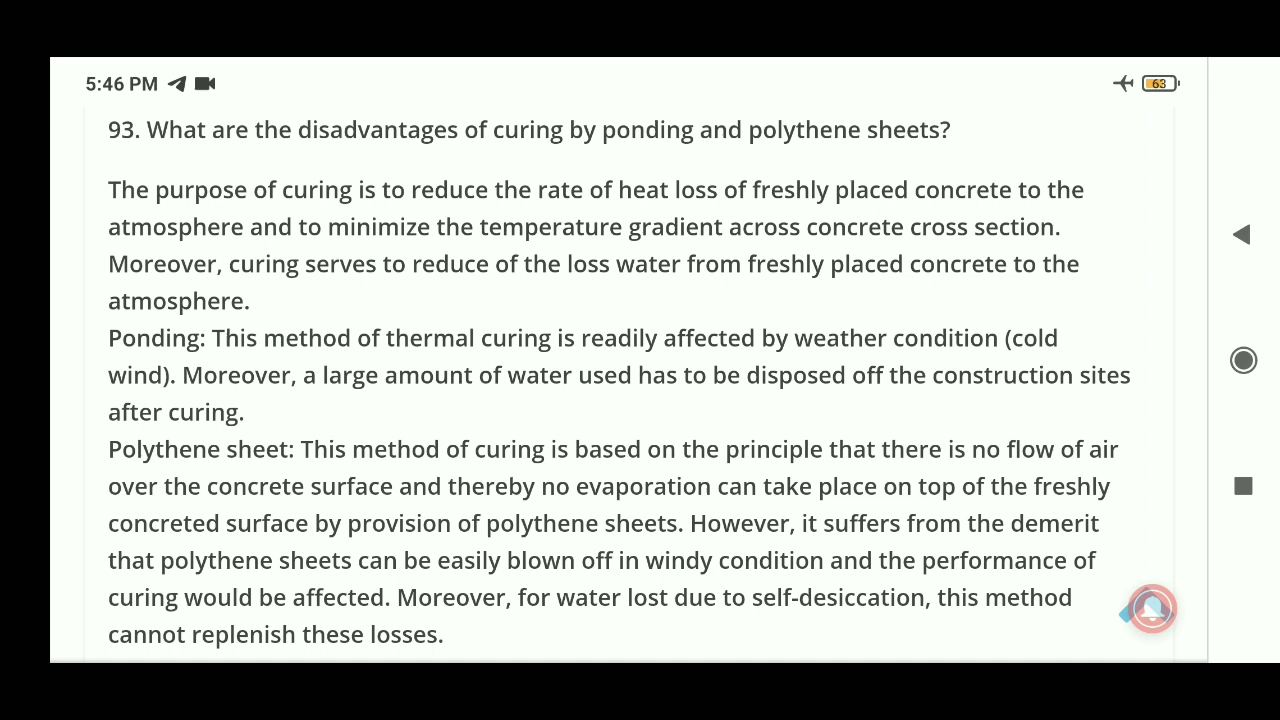 5:46 PM
63
93. What are the disadvantages of curing by ponding and polythene sheets?
The purpose of curing is to reduce the rate of heat loss of freshly placed concrete to the
atmosphere and to minimize the temperature gradient across concrete cross section.
Moreover, curing serves to reduce of the loss water from freshly placed concrete to the
atmosphere.
Ponding: This method of thermal curing is readily affected by weather condition (cold
wind). Moreover, a large amount of water used has to be disposed off the construction sites
after curing.
Polythene sheet: This method of curing is based on the principle that there is no flow of air
over the concrete surface and thereby no evaporation can take place on top of the freshly
concreted surface by provision of polythene sheets. However, it suffers from the demerit
that polythene sheets can be easily blown off in windy condition and the performance of
curing would be affected. Moreover, for water lost due to self-desiccation, this method
cannot replenish these losses.